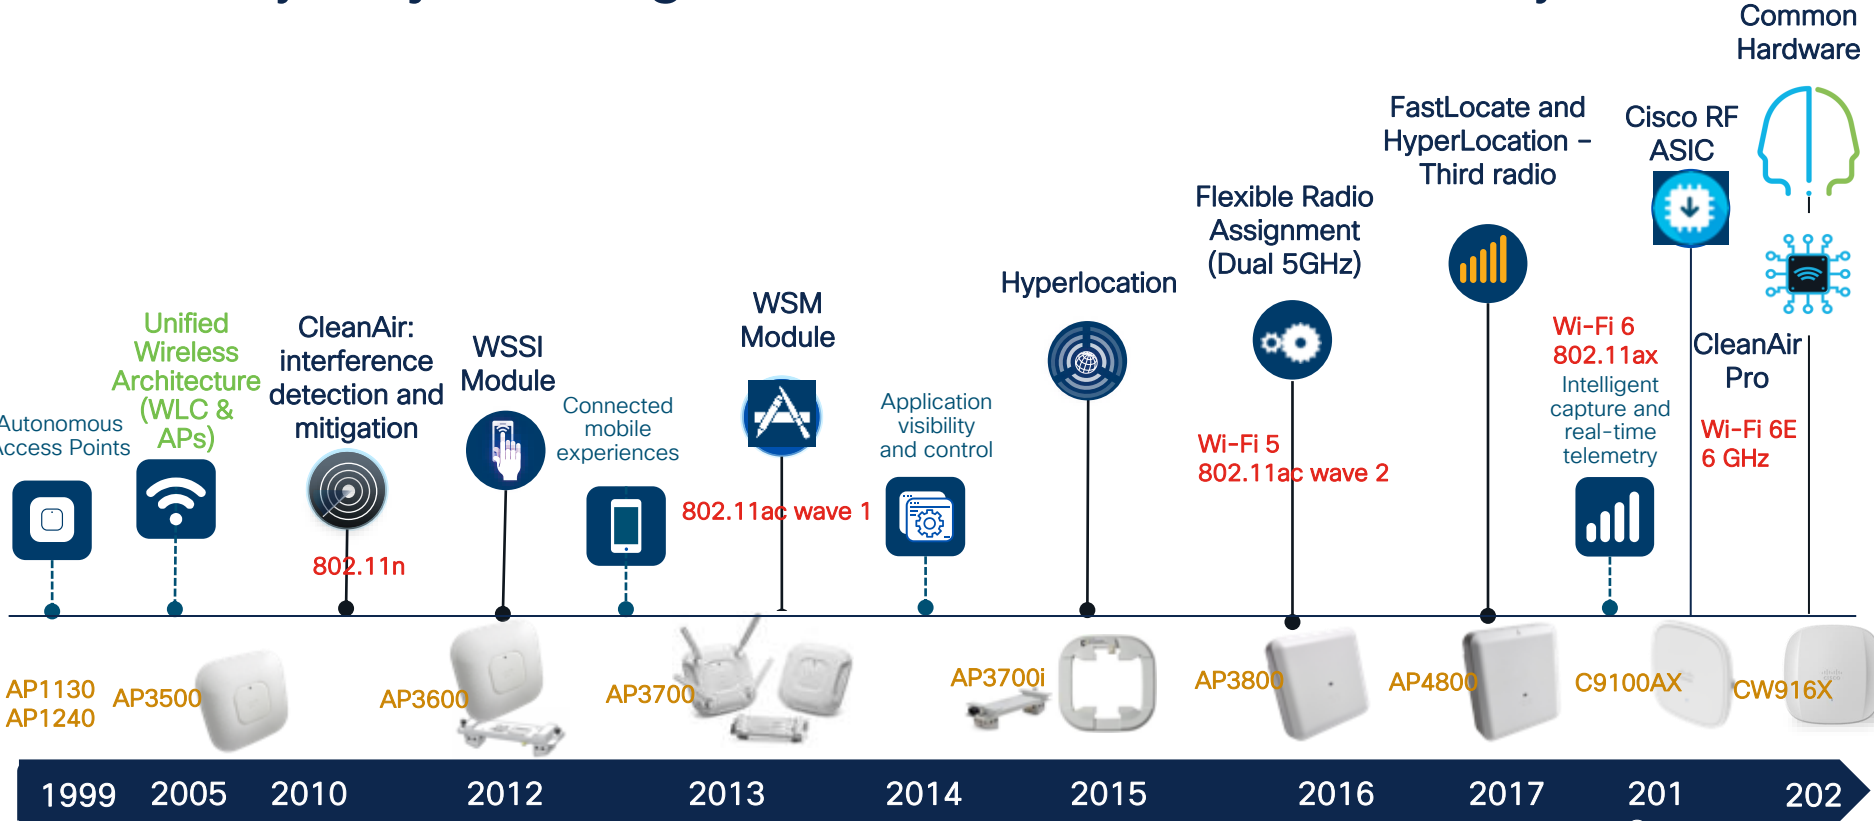 Common
Hardware
FastLocate and
HyperLocation –
Third radio
Cisco RF
ASIC
Flexible Radio
Assignment
(Dual 5GHz)
Hyperlocation
WSM
Module
Unified
Wireless
Architecture
(WLC &
APs)
CleanAir:
interference
detection and
mitigation
WSSI
Module
Wi-Fi 6
802.11ax
Intelligent
capture and
real-time
telemetry
CleanAir
Pro
Wi-Fi 6E
6 GHz
Autonomous
Access Points
Connected
mobile
experiences
Application
visibility
and control
Wi-Fi 5
802.11ac wave 2
802.11ac wave 1
802.11n
AP1130
AP1240
AP3500
AP3600
AP3700
AP3700i
AP3800
AP4800
C9100AX
CW916X
1999
2005
2010
2012
2013
2014
2015
2016
2017
201
202